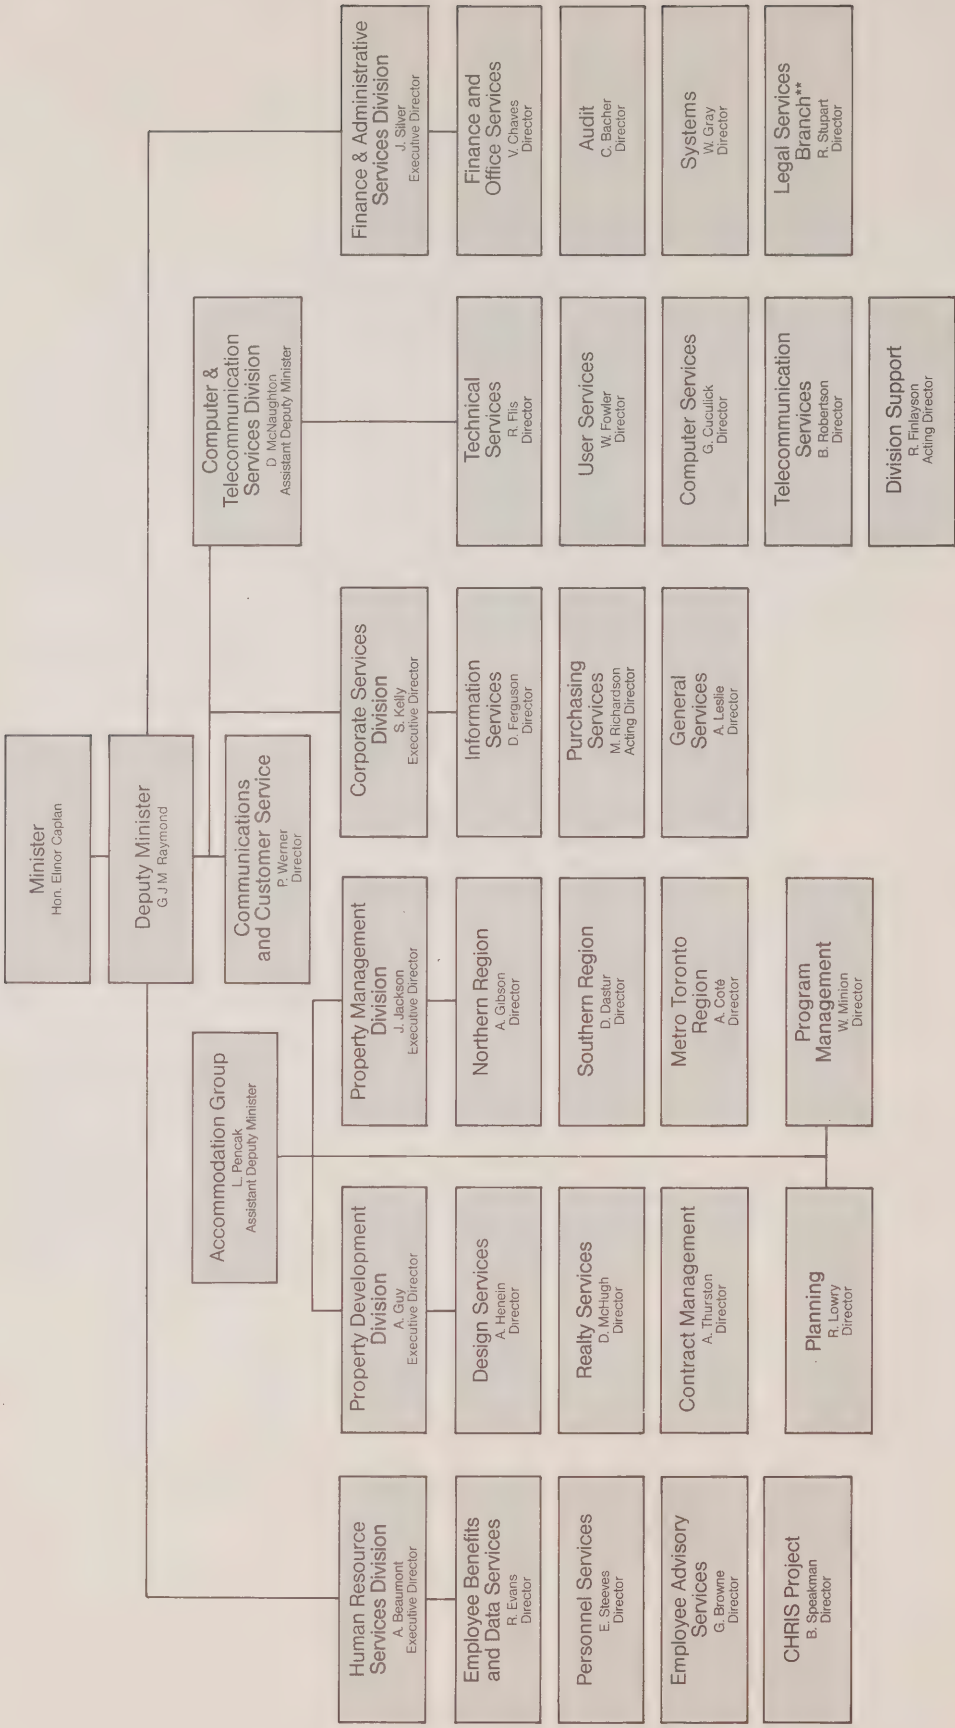 Minister
Hon. Elinor Caplan
Deputy Minister
G J M Raymond
Communications
and Customer Service
P. Werner
Director
Accommodation Group
L. Pencak
Assistant Deputy Minister
Computer &
Telecommunication
Services Division
D McNaughton
Assistant Deputy Minister
Human Resource
Services Division
A. Beaumont
Executive Director
Employee Benefits
and Data Services
R. Evans
Director
Personnel Services
E. Steeves
Director
Employee Advisory
Services
G. Browne
Director
CHRIS Project
B. Speakman
Director
Property Development
Division
A. Guy
Executive Director
Design Services
A. Henein
Director
Realty Services
D. McHugh
Director
Contract Management
A. Thurston
Director
Planning
R. Lowry
Director
Property Management
Division
J. Jackson
Executive Director
Northern Region
A. Gibson
Director
Southern Region
D. Dastur
Director
Metro Toronto
Region
A. Coté
Director
Program
Management
W. Minion
Director
Corporate Services
Division
S. Kelly
Executive Director
Information
Services
D. Ferguson
Director
Purchasing
Services
M. Richardson
Acting Director
General
Services
A. Leslie
Director
Technical
Services
R. Flis
Director
User Services
W. Fowler
Director
Computer Services
G. Cuculick
Director
Telecommunication
Services
B. Robertson
Director
Division Support
R. Finlayson
Acting Director
Finance & Administrative
Services Division
J. Silver
Executive Director
Finance and
Office Services
V. Chaves
Director
Audit
C. Bacher
Director
Systems
W. Gray
Director
Legal Services
Branch**
R. Stupart
Director